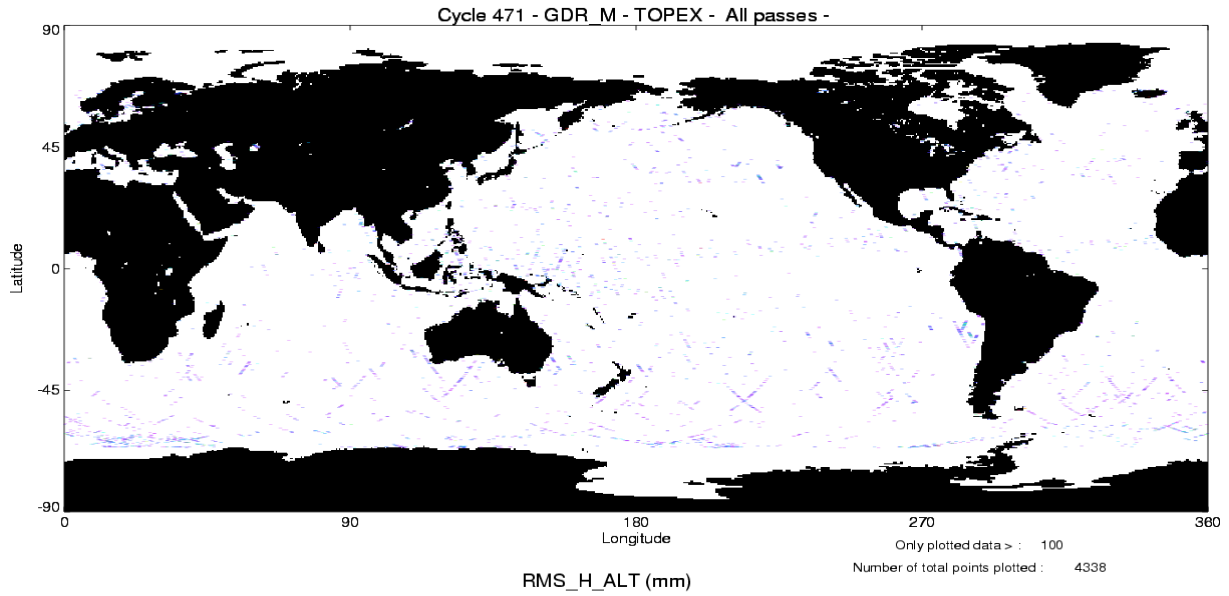 Cycle 471 - GDR_M - TOPEX - All passes -
90
45
0
-45
-90
Latitude
0 90 180 270 360
Longitude
Only plotted data > : 100
Number of total points plotted : 4338
RMS_H_ALT (mm)